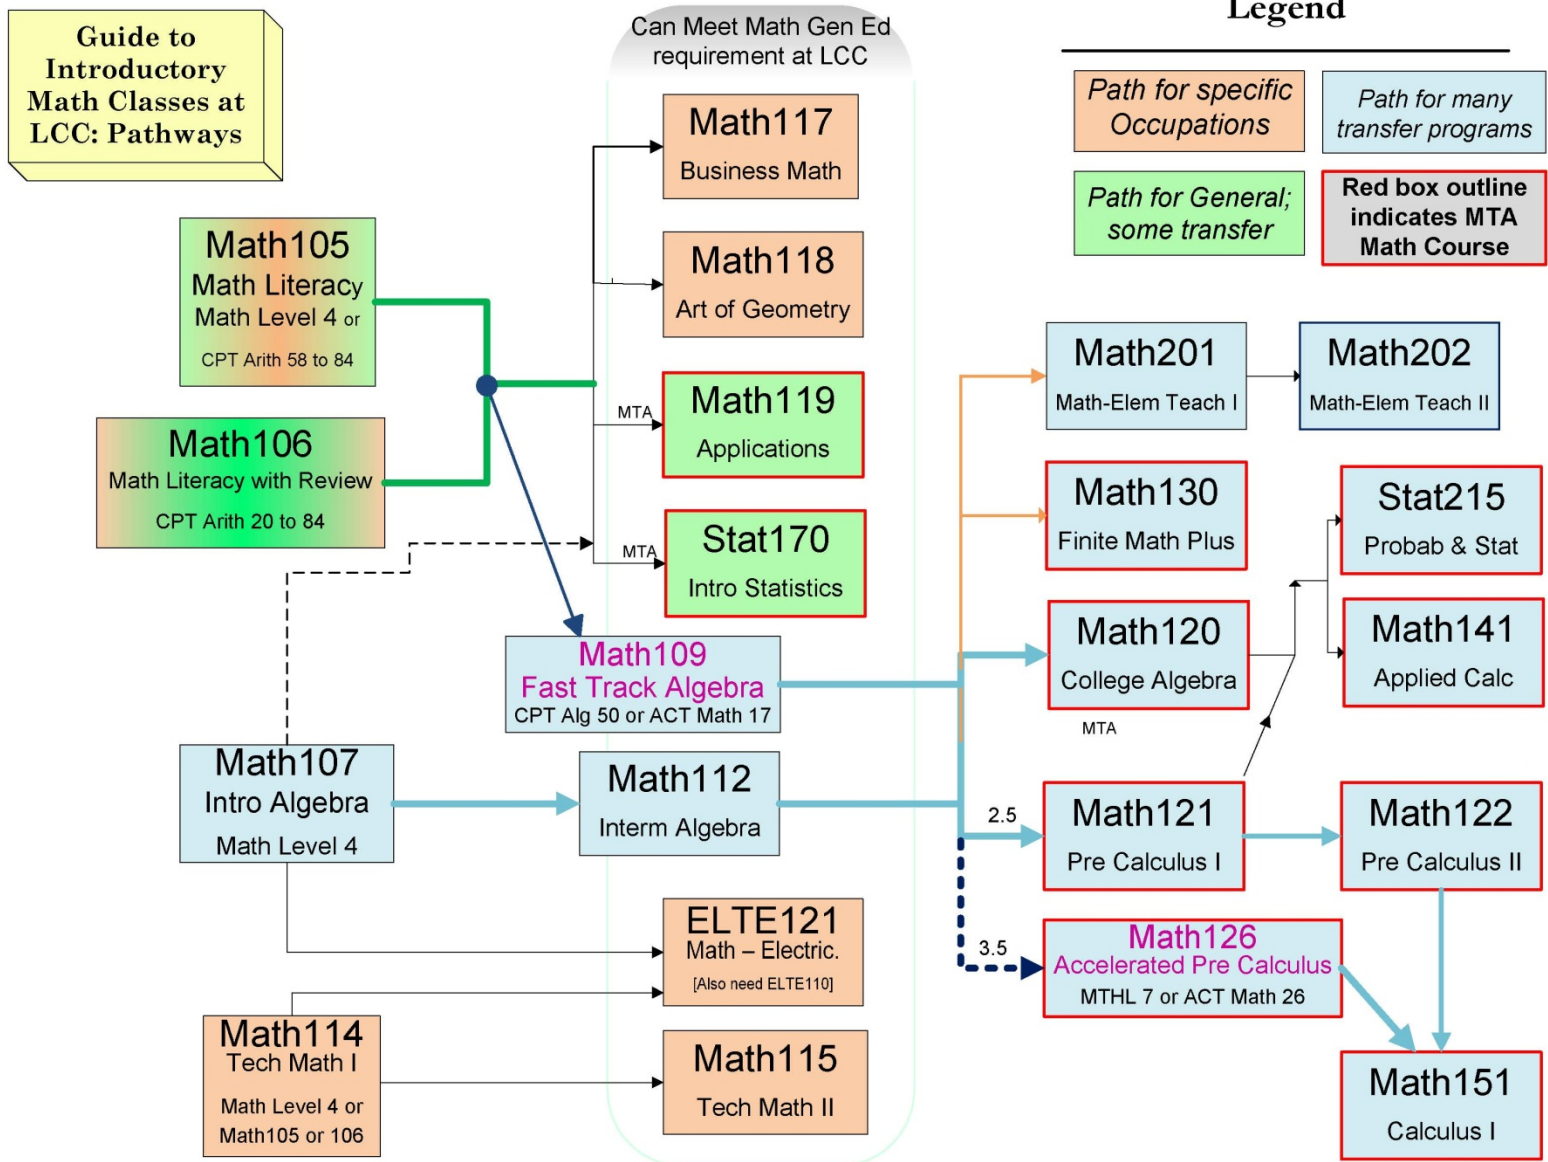 Guide to
Introductory
Math Classes at
LCC: Pathways
Can Meet Math Gen Ed
requirement at LCC
Legend
Path for specific
Occupations
Path for many
transfer programs
Path for General;
some transfer
Red box outline
indicates MTA
Math Course
Math105
Math Literacy
Math Level 4 or
CPT Arith 58 to 84
Math106
Math Literacy with Review
CPT Arith 20 to 84
Math117
Business Math
Math118
Art of Geometry
MTA
Math119
Applications
MTA
Stat170
Intro Statistics
Math109
Fast Track Algebra
CPT Alg 50 or ACT Math 17
Math107
Intro Algebra
Math Level 4
Math112
Interm Algebra
ELTE121
Math – Electric.
[Also need ELTE110]
Math114
Tech Math I
Math Level 4 or
Math105 or 106
Math115
Tech Math II
Math201
Math-Elem Teach I
Math202
Math-Elem Teach II
Math130
Finite Math Plus
Stat215
Probab & Stat
Math120
College Algebra
MTA
Math141
Applied Calc
2.5
Math121
Pre Calculus I
Math122
Pre Calculus II
3.5
Math126
Accelerated Pre Calculus
MTHL 7 or ACT Math 26
Math151
Calculus I